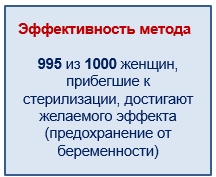 Эффективность метода
995 из 1000 женщин,
прибегшие к
стерилизации, достигают
желаемого эффекта
(предохранение от
беременности)